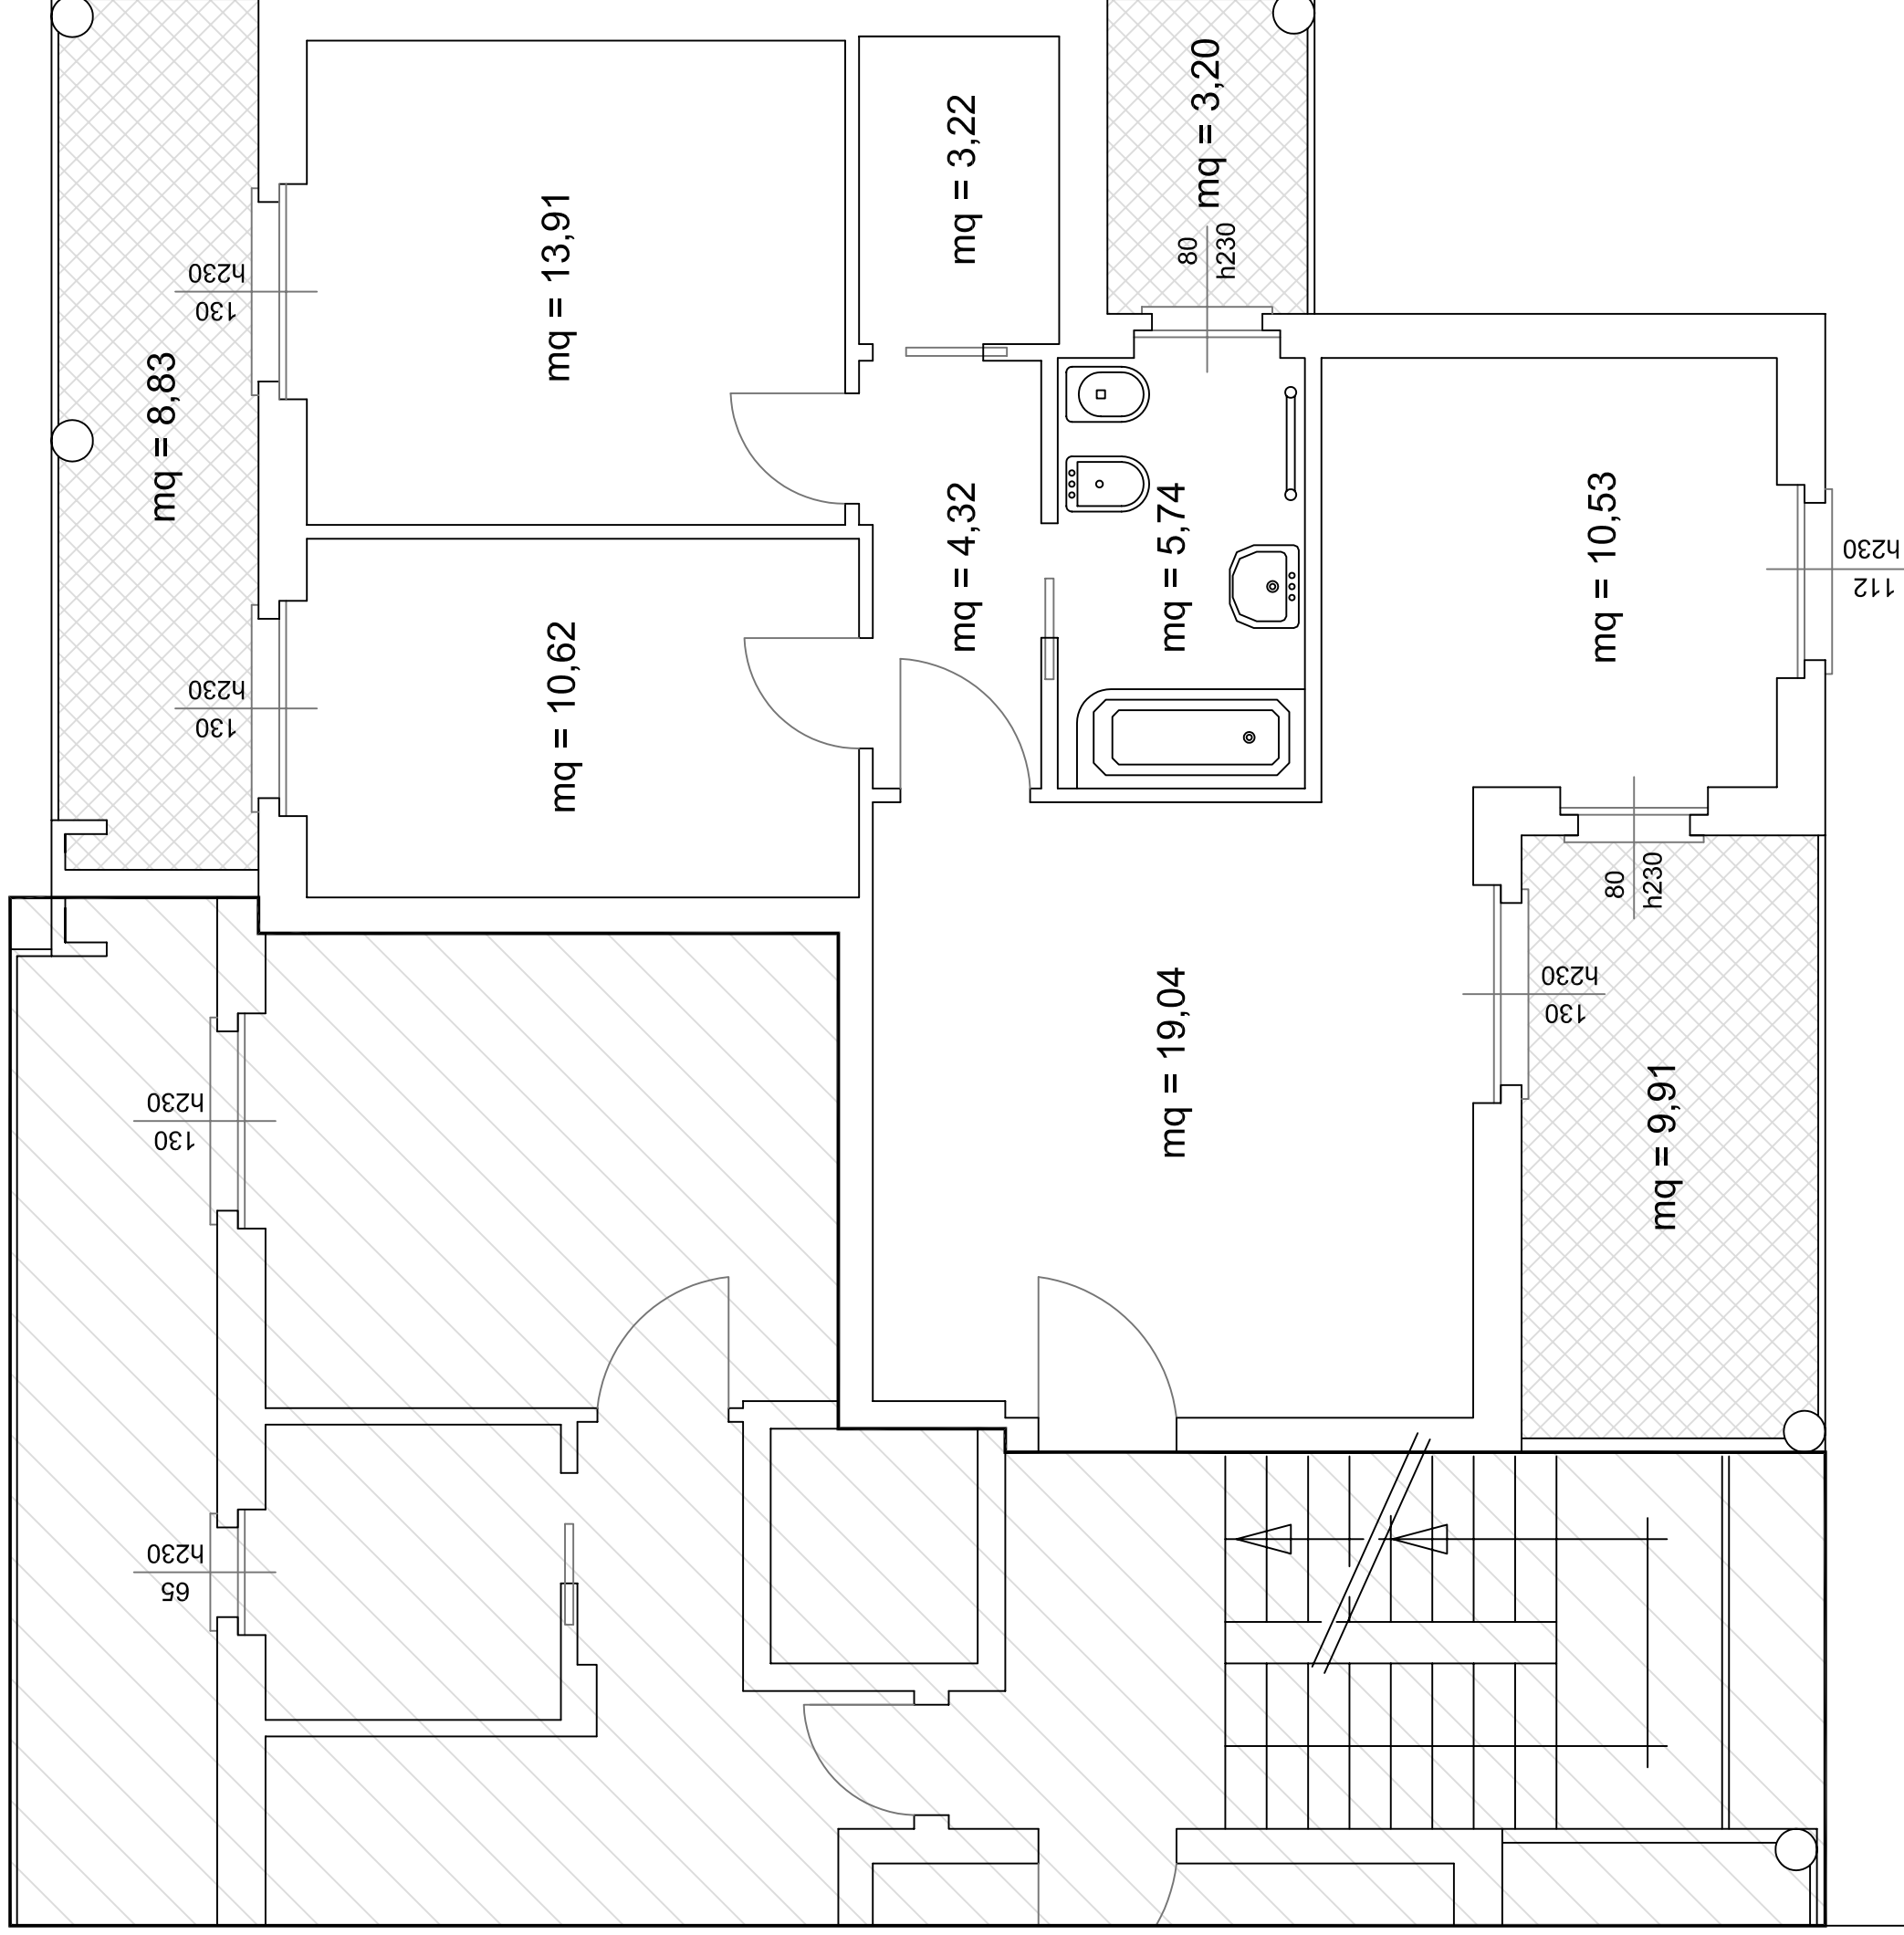 mq = 3,20
mq = 3,22
mq = 13,91
80
h230
h230
130
mq = 8,83
mq = 4,32
mq = 5,74
mq = 10,53
h230
112
mq = 10,62
h230
130
80
h230
mq = 19,04
h230
130
mq = 9,91
h230
130
h230
65